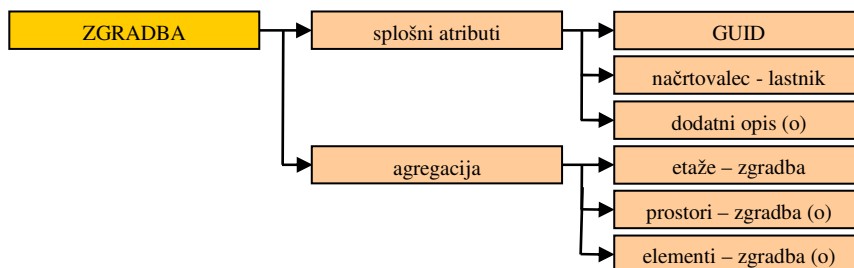 ZGRADBA
splošni atributi
GUID
načrtovalec - lastnik
dodatni opis (o)
agregacija
etaže – zgradba
prostori – zgradba (o)
elementi – zgradba (o)